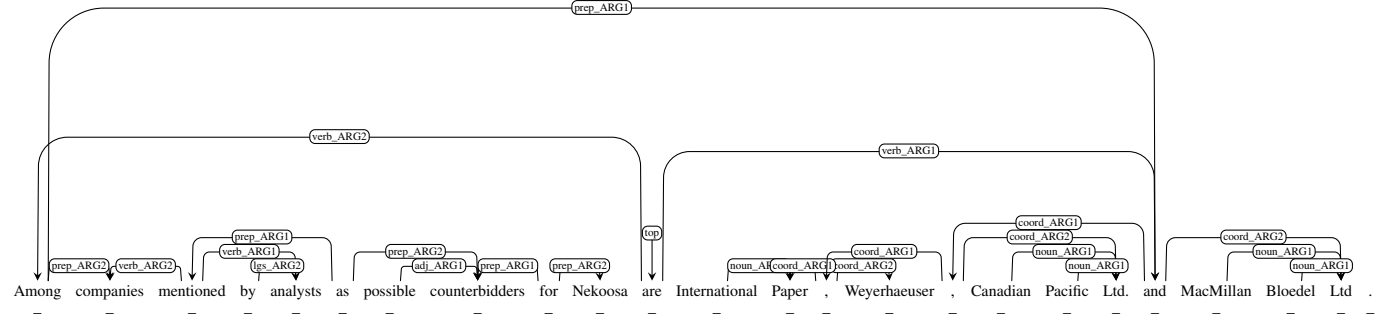 prep_ARG1
verb_ARG2
verb_ARG1
coord_ARG1
prep_ARG1 top coord_ARG2 coord_ARG2
verb_ARG1 prep_ARG2 coord_ARG1 noun_ARG1 noun_ARG1
prep_ARG2 verb_ARG2 lgs_ARG2 adj_ARG1 prep_ARG1 prep_ARG2 coord_ARG1 coord_ARG2 noun_ARG1 noun_ARG1
Among companies mentioned by analysts as possible counterbidders for Nekoosa are International Paper , Weyerhaeuser , Canadian Pacific Ltd. and MacMillan Bloedel Ltd .
_ _ _ _ _ _ _ _ _ _ _ _ _ _ _ _ _ _ _ _ _ _ _ _